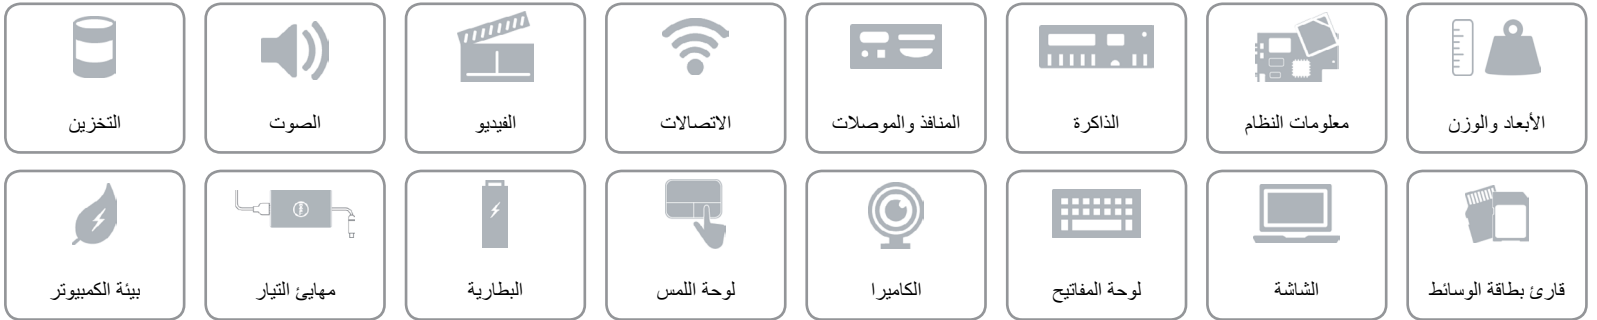 الأبعاد والوزن
معلومات النظام
الذاكرة
المنافذ والموصلات
الاتصالات
الفيديو
الصوت
التخزين
قارئ بطاقة الوسائط
الشاشة
لوحة المفاتيح
الكاميرا
لوحة اللمس
البطارية
مهايئ التيار
بيئة الكمبيوتر